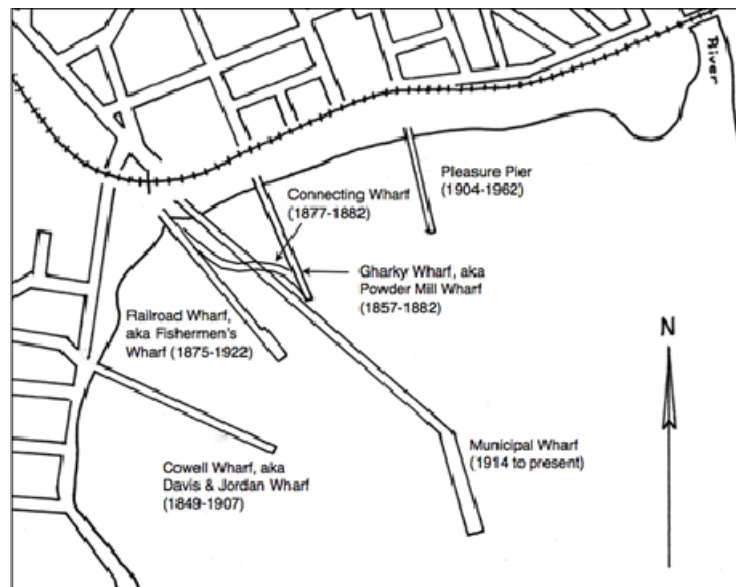 River
Pleasure Pier
(1904-1962)
Connecting Wharf
(1877-1882)
Gharky Wharf, aka
Powder Mill Wharf
(1857-1882)
Railroad Wharf,
aka Fishermen's
Wharf (1875-1922)
N
Municipal Wharf
(1914 to present)
Cowell Wharf, aka
Davis & Jordan Wharf
(1849-1907)